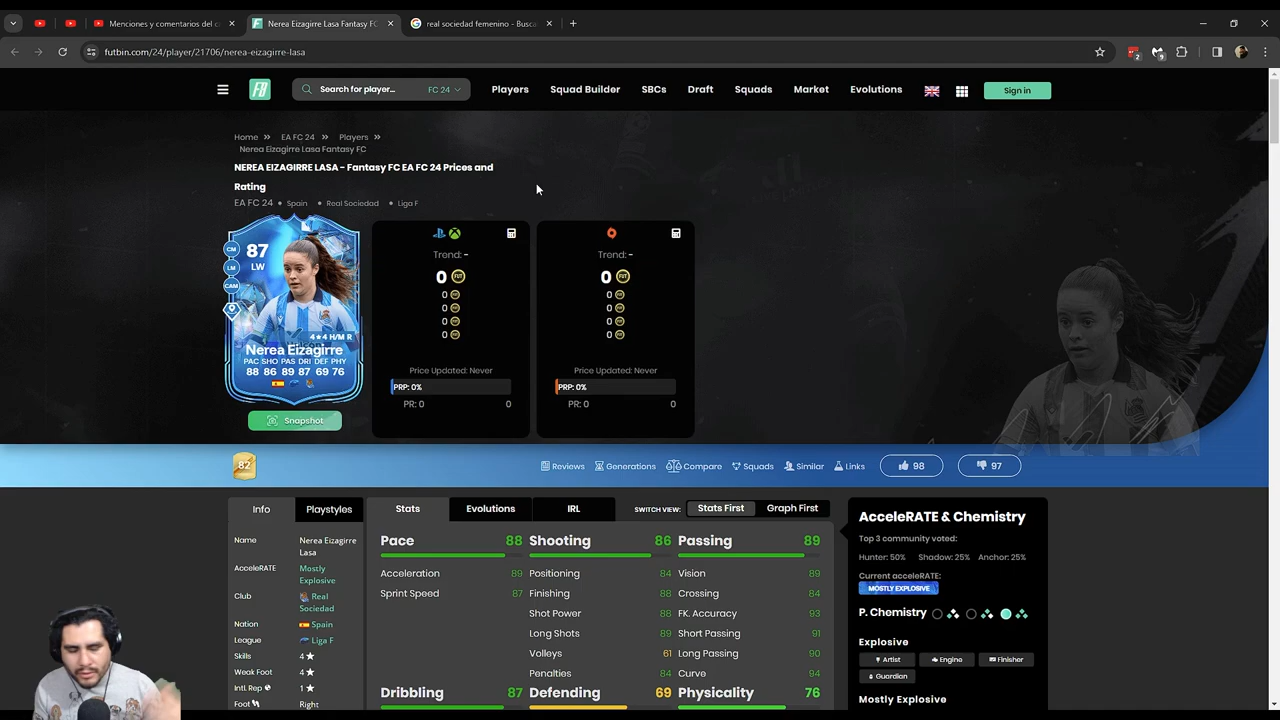 Menciones y comentarios del c
Nerea Eizagirre Lasa Fantasy FC
real sociedad femenino - Busca
futbin.com/24/player/21706/nerea-eizagirre-lasa
2
9
FB
Search for player...
FC 24
Players
Squad Builder
SBCs
Draft
Squads
Market
Evolutions
Sign in
Home » EA FC 24 » Players »
Nerea Eizagirre Lasa Fantasy FC
NEREA EIZAGIRRE LASA - Fantasy FC EA FC 24 Prices and
Rating
EA FC 24 • Spain • Real Sociedad • Liga F
CM
LM
CAM
87
LW
4★4 H/M R
Nerea Eizagirre
PAC SHO PAS DRI DEF PHY
88 86 89 87 69 76
Snapshot
Trend: -
0
0
0
0
0
Price Updated: Never
PRP: 0%
PR: 0 0
Trend: -
0
0
0
0
0
Price Updated: Never
PRP: 0%
PR: 0 0
82
Reviews
Generations
Compare
Squads
Similar
Links
98
97
Info
Playstyles
Name Nerea Eizagirre
Lasa
AcceleRATE Mostly
Explosive
Club Real
Sociedad
Nation Spain
League Liga F
Skills 4★
Weak Foot 4★
Intl Rep 1★
Foot Right
Stats
Evolutions
IRL
SWITCH VIEW:
Stats First
Graph First
Pace 88
Acceleration 89
Sprint Speed 87
Shooting 86
Positioning 84
Finishing 88
Shot Power 88
Long Shots 89
Volleys 61
Penalties 84
Passing 89
Vision 89
Crossing 84
FK. Accuracy 93
Short Passing 91
Long Passing 90
Curve 94
Dribbling 87
Defending 69
Physicality 76
AcceleRATE & Chemistry
Top 3 community voted:
Hunter: 50% Shadow: 25% Anchor: 25%
Current acceleRATE:
MOSTLY EXPLOSIVE
P. Chemistry
Explosive
Artist
Engine
Finisher
Guardian
Mostly Explosive